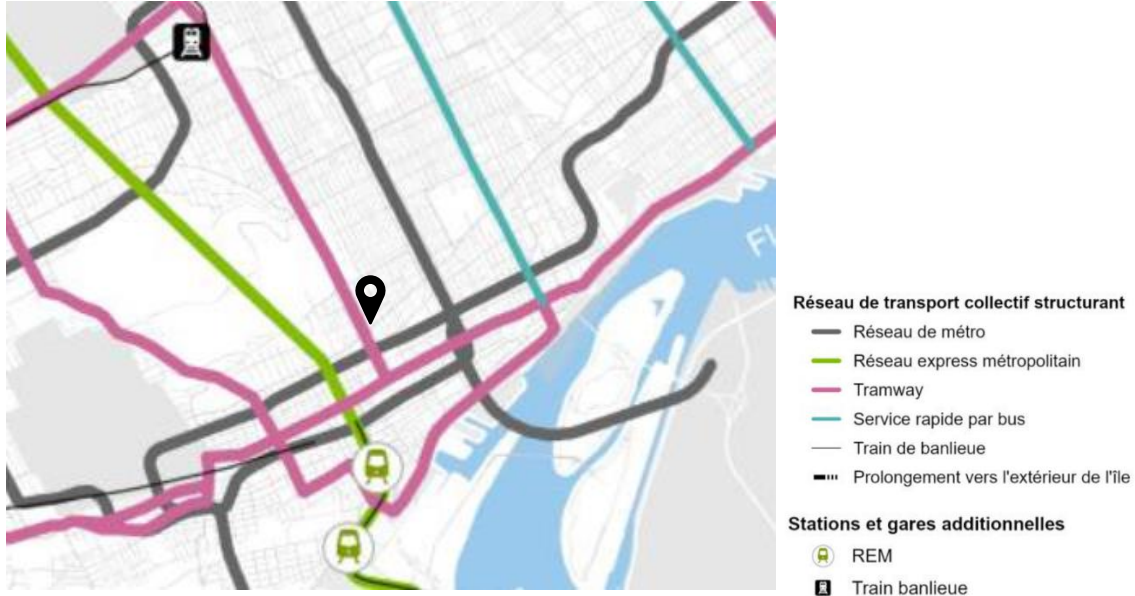 Fl
Réseau de transport collectif structurant
Réseau de métro
Réseau express métropolitain
Tramway
Service rapide par bus
Train de banlieue
Prolongement vers l'extérieur de l'île
Stations et gares additionnelles
REM
Train banlieue